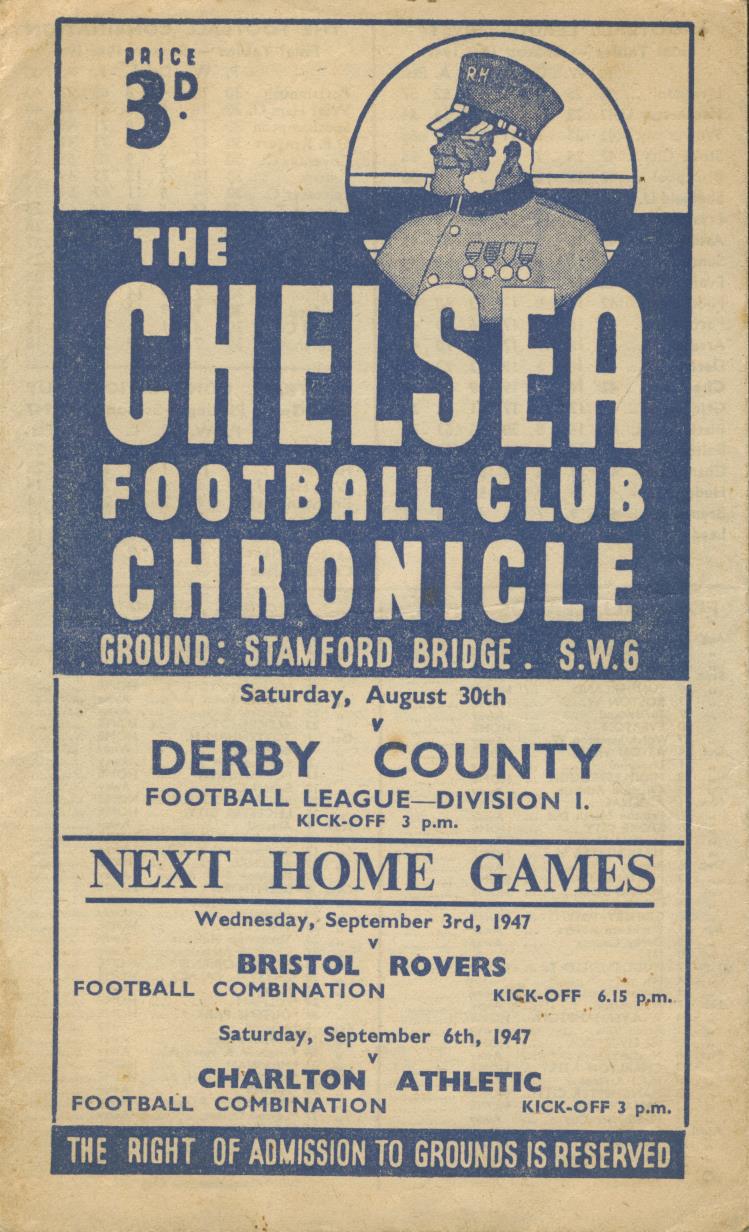 PRICE
3D.
RH
THE
CHELSEA
FOOTBALL CLUB
CHRONICLE
GROUND: STAMFORD BRIDGE. S.W.6
Saturday, August 30th
v
DERBY COUNTY
FOOTBALL LEAGUE—DIVISION I.
KICK-OFF 3 p.m.
NEXT HOME GAMES
Wednesday, September 3rd, 1947
v
BRISTOL ROVERS
FOOTBALL COMBINATION KICK-OFF 6.15 p.m.
Saturday, September 6th, 1947
v
CHARLTON ATHLETIC
FOOTBALL COMBINATION KICK-OFF 3 p.m.
THE RIGHT OF ADMISSION TO GROUNDS IS RESERVED